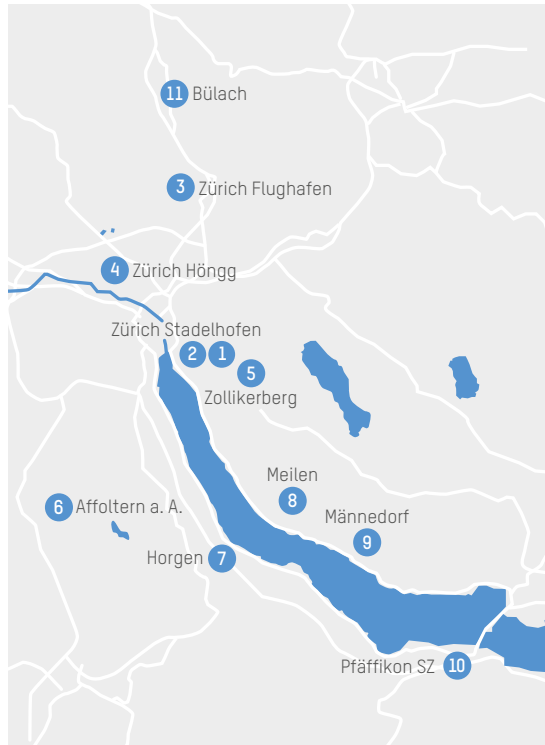 11 Bülach
3 Zürich Flughafen
4 Zürich Höngg
Zürich Stadelhofen
2 1
5
Zollikerberg
Meilen
8
6 Affoltern a. A.
Männedorf
9
Horgen 7
Pfäffikon SZ 10